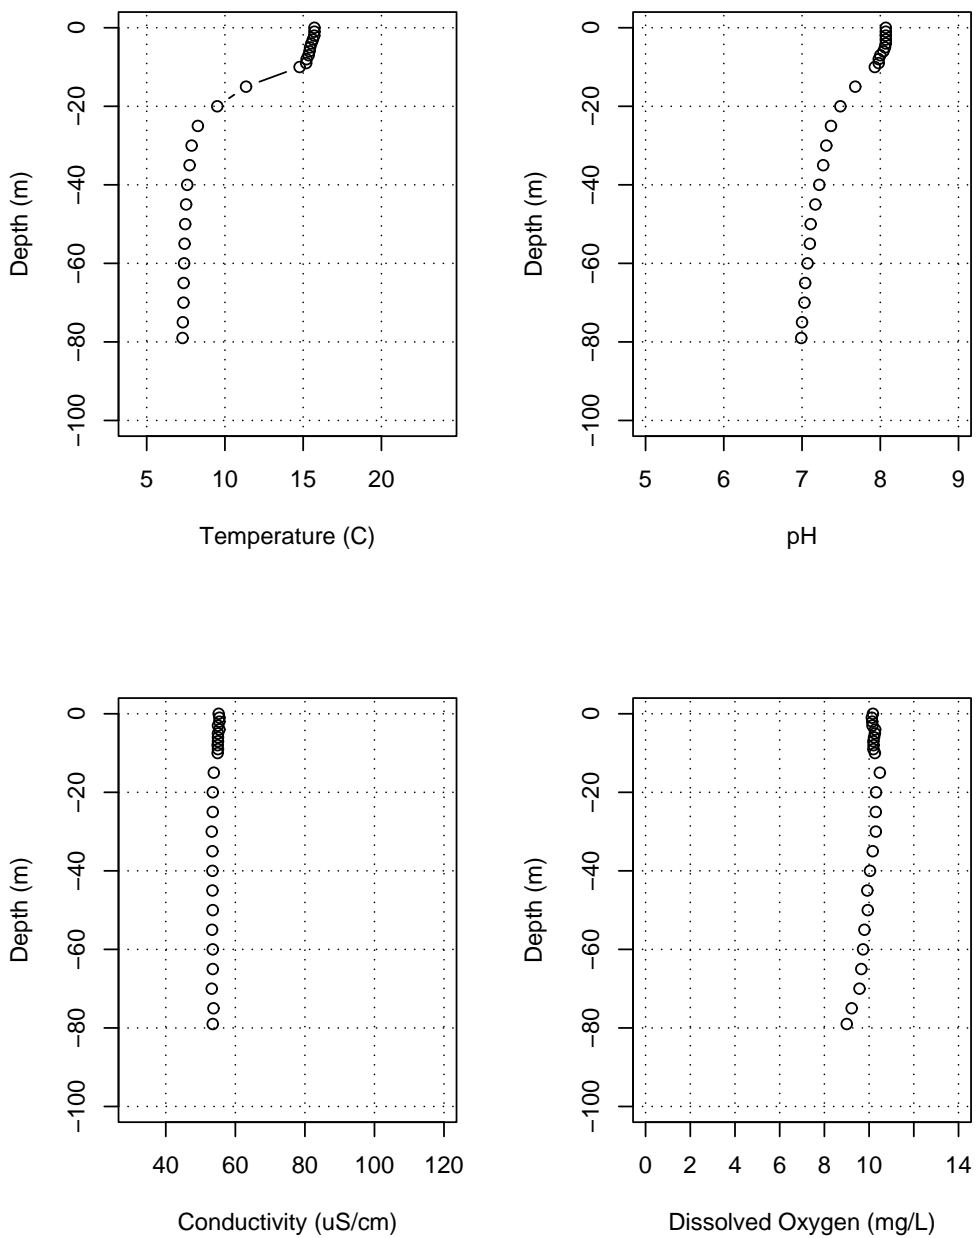 0
−20
−40
−60
−80
−100
Depth (m)
5 10 15 20
Temperature (C)
0
−20
−40
−60
−80
−100
Depth (m)
5 6 7 8 9
pH
0
−20
−40
−60
−80
−100
Depth (m)
40 60 80 100 120
Conductivity (uS/cm)
0
−20
−40
−60
−80
−100
Depth (m)
0 2 4 6 8 10 14
Dissolved Oxygen (mg/L)